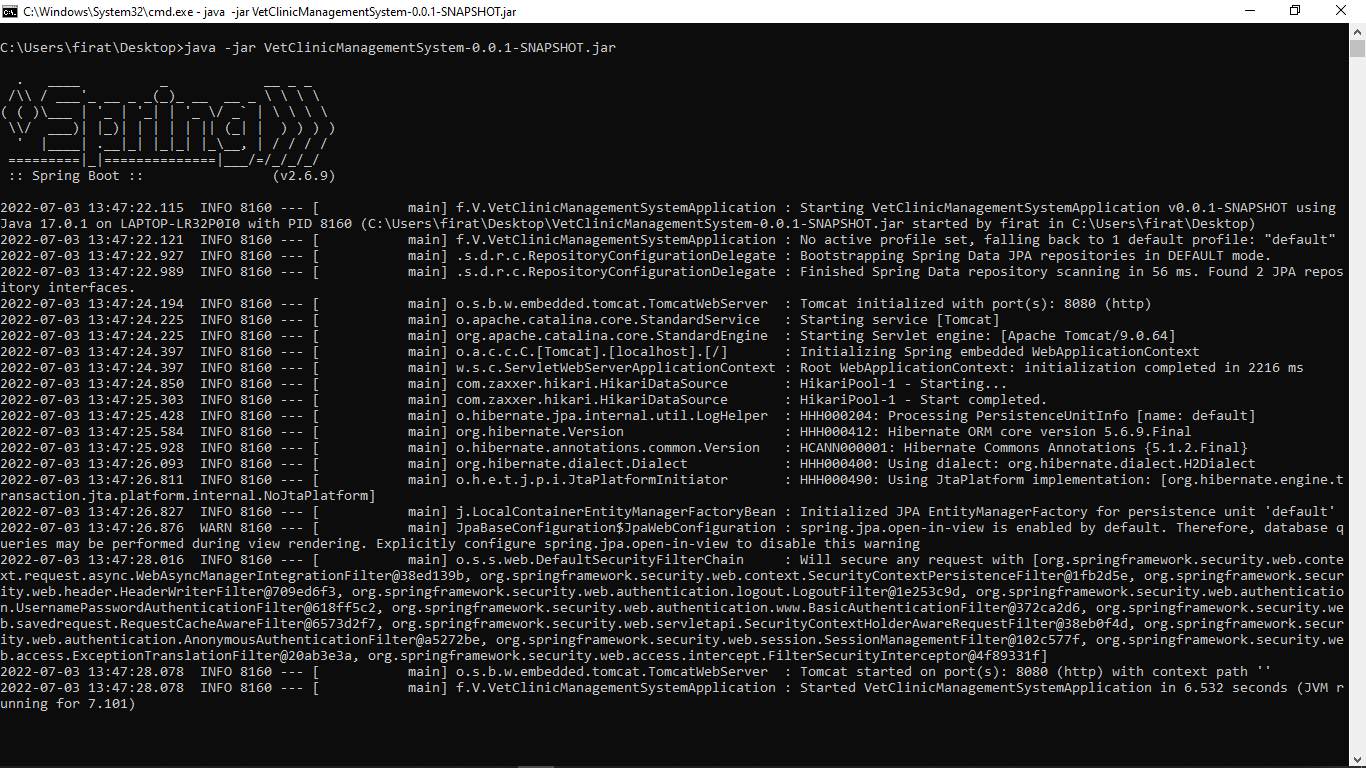 C:\Windows\System32\cmd.exe - java  -jar VetClinicManagementSystem-0.0.1-SNAPSHOT.jar
C:\Users\firat\Desktop>java -jar VetClinicManagementSystem-0.0.1-SNAPSHOT.jar
  .   ____          _            __ _ _
 /\\ / ___'_ __ _ _(_)_ __  __ _ \ \ \ \
( ( )\___ | '_ | '_| | '_ \/ _` | \ \ \ \
 \\/  ___)| |_)| | | | | || (_| |  ) ) ) )
  '  |____| .__|_| |_|_| |_\__, | / / / /
 =========|_|==============|___/=/_/_/_/
 :: Spring Boot ::                (v2.6.9)
2022-07-03 13:47:22.115  INFO 8160 --- [           main] f.V.VetClinicManagementSystemApplication : Starting VetClinicManagementSystemApplication v0.0.1-SNAPSHOT using
Java 17.0.1 on LAPTOP-LR32P0I0 with PID 8160 (C:\Users\firat\Desktop\VetClinicManagementSystem-0.0.1-SNAPSHOT.jar started by firat in C:\Users\firat\Desktop)
2022-07-03 13:47:22.121  INFO 8160 --- [           main] f.V.VetClinicManagementSystemApplication : No active profile set, falling back to 1 default profile: "default"
2022-07-03 13:47:22.927  INFO 8160 --- [           main] .s.d.r.c.RepositoryConfigurationDelegate : Bootstrapping Spring Data JPA repositories in DEFAULT mode.
2022-07-03 13:47:22.989  INFO 8160 --- [           main] .s.d.r.c.RepositoryConfigurationDelegate : Finished Spring Data repository scanning in 56 ms. Found 2 JPA repos
itory interfaces.
2022-07-03 13:47:24.194  INFO 8160 --- [           main] o.s.b.w.embedded.tomcat.TomcatWebServer  : Tomcat initialized with port(s): 8080 (http)
2022-07-03 13:47:24.225  INFO 8160 --- [           main] o.apache.catalina.core.StandardService   : Starting service [Tomcat]
2022-07-03 13:47:24.225  INFO 8160 --- [           main] org.apache.catalina.core.StandardEngine  : Starting Servlet engine: [Apache Tomcat/9.0.64]
2022-07-03 13:47:24.397  INFO 8160 --- [           main] o.a.c.c.C.[Tomcat].[localhost].[/]       : Initializing Spring embedded WebApplicationContext
2022-07-03 13:47:24.397  INFO 8160 --- [           main] w.s.c.ServletWebServerApplicationContext : Root WebApplicationContext: initialization completed in 2216 ms
2022-07-03 13:47:24.850  INFO 8160 --- [           main] com.zaxxer.hikari.HikariDataSource       : HikariPool-1 - Starting...
2022-07-03 13:47:25.303  INFO 8160 --- [           main] com.zaxxer.hikari.HikariDataSource       : HikariPool-1 - Start completed.
2022-07-03 13:47:25.428  INFO 8160 --- [           main] o.hibernate.jpa.internal.util.LogHelper  : HHH000204: Processing PersistenceUnitInfo [name: default]
2022-07-03 13:47:25.584  INFO 8160 --- [           main] org.hibernate.Version                    : HHH000412: Hibernate ORM core version 5.6.9.Final
2022-07-03 13:47:25.928  INFO 8160 --- [           main] o.hibernate.annotations.common.Version   : HCANN000001: Hibernate Commons Annotations {5.1.2.Final}
2022-07-03 13:47:26.093  INFO 8160 --- [           main] org.hibernate.dialect.Dialect            : HHH000400: Using dialect: org.hibernate.dialect.H2Dialect
2022-07-03 13:47:26.811  INFO 8160 --- [           main] o.h.e.t.j.p.i.JtaPlatformInitiator       : HHH000490: Using JtaPlatform implementation: [org.hibernate.engine.t
ransaction.jta.platform.internal.NoJtaPlatform]
2022-07-03 13:47:26.827  INFO 8160 --- [           main] j.LocalContainerEntityManagerFactoryBean : Initialized JPA EntityManagerFactory for persistence unit 'default'
2022-07-03 13:47:26.876  WARN 8160 --- [           main] JpaBaseConfiguration$JpaWebConfiguration : spring.jpa.open-in-view is enabled by default. Therefore, database q
ueries may be performed during view rendering. Explicitly configure spring.jpa.open-in-view to disable this warning
2022-07-03 13:47:28.016  INFO 8160 --- [           main] o.s.s.web.DefaultSecurityFilterChain     : Will secure any request with [org.springframework.security.web.conte
xt.request.async.WebAsyncManagerIntegrationFilter@38ed139b, org.springframework.security.web.context.SecurityContextPersistenceFilter@1fb2d5e, org.springframework.secur
ity.web.header.HeaderWriterFilter@709ed6f3, org.springframework.security.web.authentication.logout.LogoutFilter@1e253c9d, org.springframework.security.web.authenticatio
n.UsernamePasswordAuthenticationFilter@618ff5c2, org.springframework.security.web.authentication.www.BasicAuthenticationFilter@372ca2d6, org.springframework.security.we
b.savedrequest.RequestCacheAwareFilter@6573d2f7, org.springframework.security.web.servletapi.SecurityContextHolderAwareRequestFilter@38eb0f4d, org.springframework.secur
ity.web.authentication.AnonymousAuthenticationFilter@a5272be, org.springframework.security.web.session.SessionManagementFilter@102c577f, org.springframework.security.we
b.access.ExceptionTranslationFilter@20ab3e3a, org.springframework.security.web.access.intercept.FilterSecurityInterceptor@4f89331f]
2022-07-03 13:47:28.078  INFO 8160 --- [           main] o.s.b.w.embedded.tomcat.TomcatWebServer  : Tomcat started on port(s): 8080 (http) with context path ''
2022-07-03 13:47:28.078  INFO 8160 --- [           main] f.V.VetClinicManagementSystemApplication : Started VetClinicManagementSystemApplication in 6.532 seconds (JVM r
unning for 7.101)